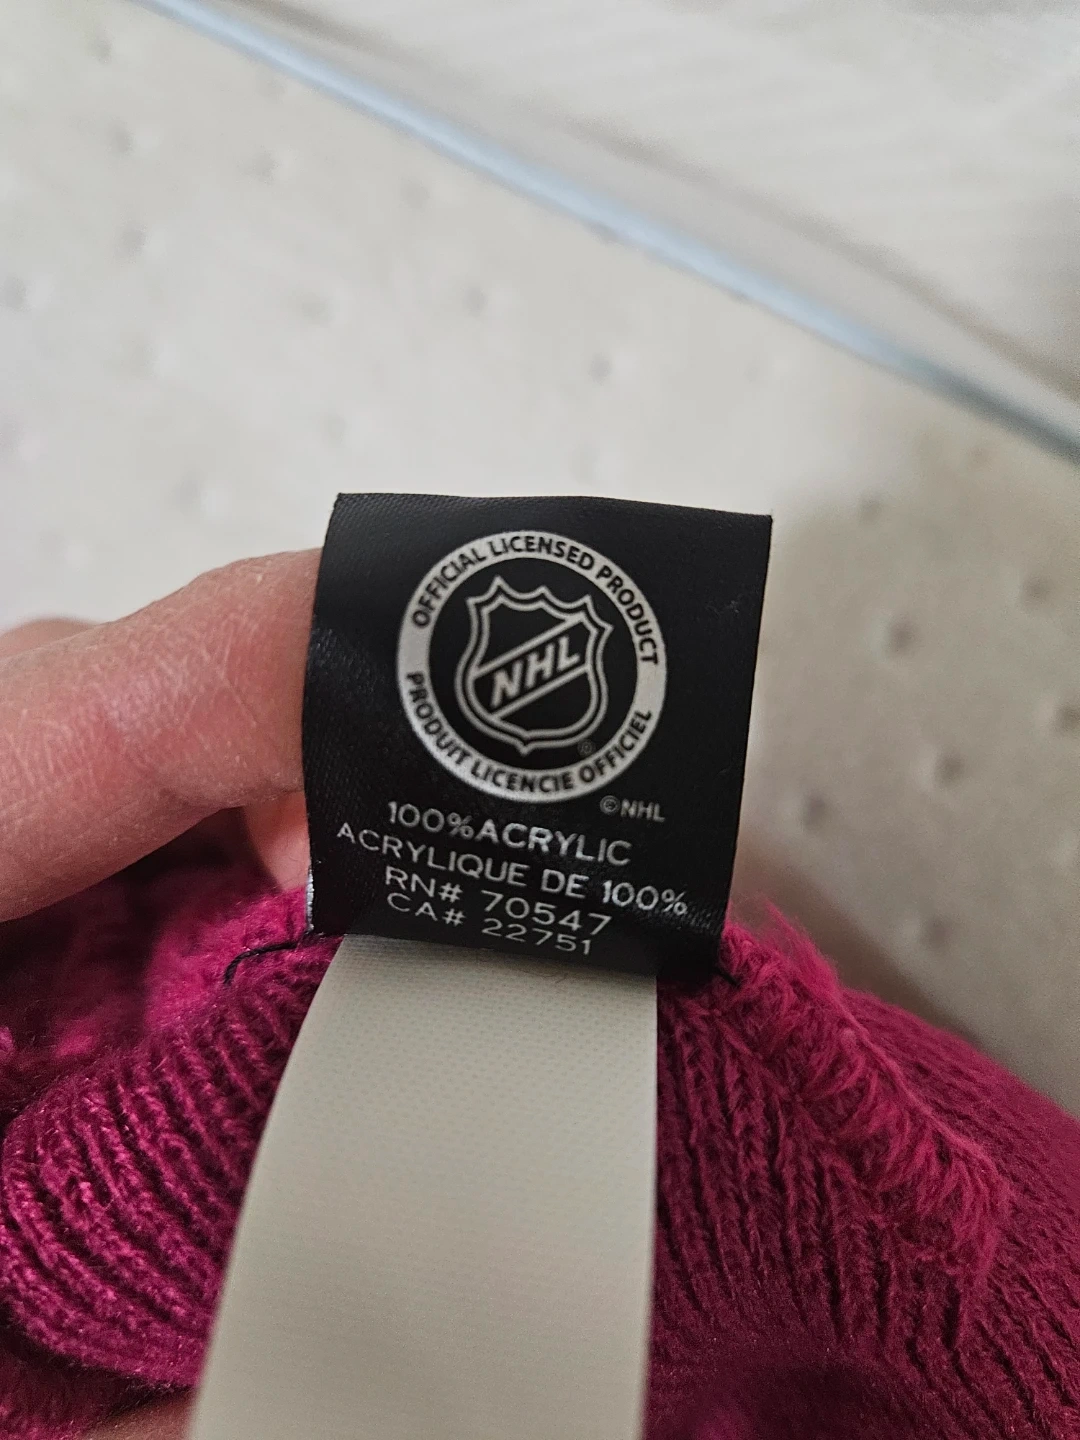 OFFICIAL LICENSED PRODUCT
NHL
®
PRODUIT LICENCIE OFFICIEL
©NHL
100%ACRYLIC
ACRYLIQUE DE 100%
RN# 70547
CA# 22751